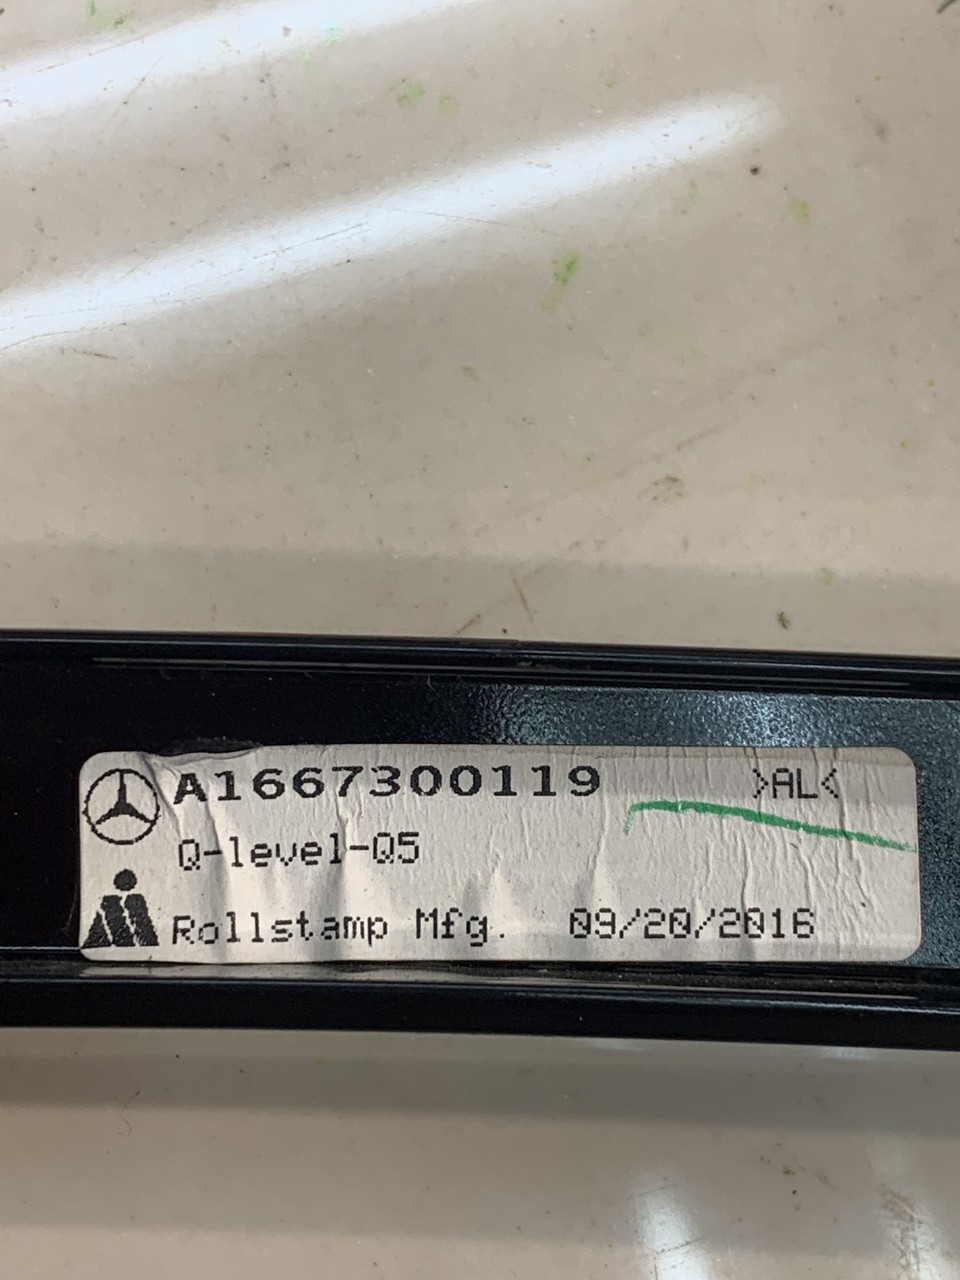 A1667300119 >AL<
Q-level-Q5
Rollstamp Mfg. 09/20/2016